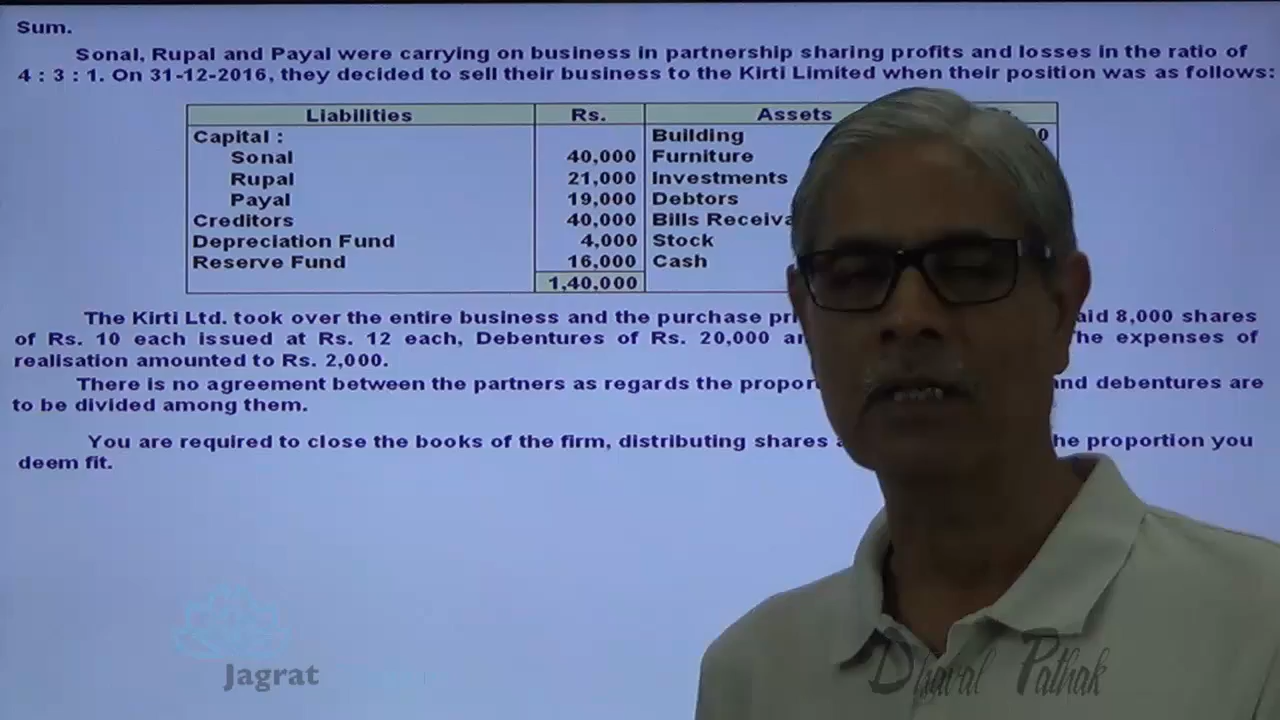 Sum.
Sonal, Rupal and Payal were carrying on business in partnership sharing profits and losses in the ratio of
4 : 3 : 1. On 31-12-2016, they decided to sell their business to the Kirti Limited when their position was as follows:
Liabilities Rs. Assets
Capital : Building
Sonal 40,000 Furniture
Rupal 21,000 Investments
Payal 19,000 Debtors
Creditors 40,000 Bills
Depreciation Fund 4,000 Stock
Reserve Fund 16,000 Cash
1,40,000
The Kirti Ltd. took over the entire business and the purchase 8,000 shares
of Rs. 10 each issued at Rs. 12 each, Debentures of Rs. 20,000 expenses of
realisation amounted to Rs. 2,000.
There is no agreement between the partners as regards the and debentures are
to be divided among them.
You are required to close the books of the firm, distributing shares proportion you
deem fit.
Jagrat
Dhaval Pathak